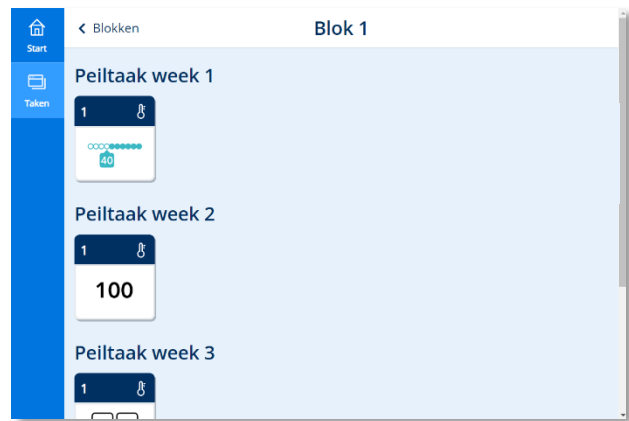 Start
Taken
Blokken
Blok 1
Peiltaak week 1
1
40
Peiltaak week 2
1
100
Peiltaak week 3
1